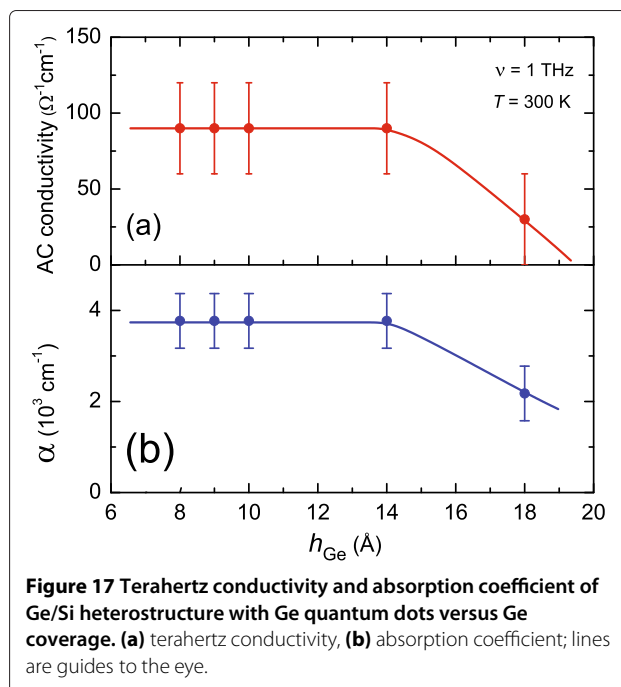 150
100
50
0
AC conductivity (Ω⁻¹cm⁻¹)
ν = 1 THz
T = 300 K
(a)
4
2
0
α (10³ cm⁻¹)
(b)
6 8 10 12 14 16 18 20
hGe (Å)
Figure 17 Terahertz conductivity and absorption coefficient of
Ge/Si heterostructure with Ge quantum dots versus Ge
coverage. (a) terahertz conductivity, (b) absorption coefficient; lines
are guides to the eye.